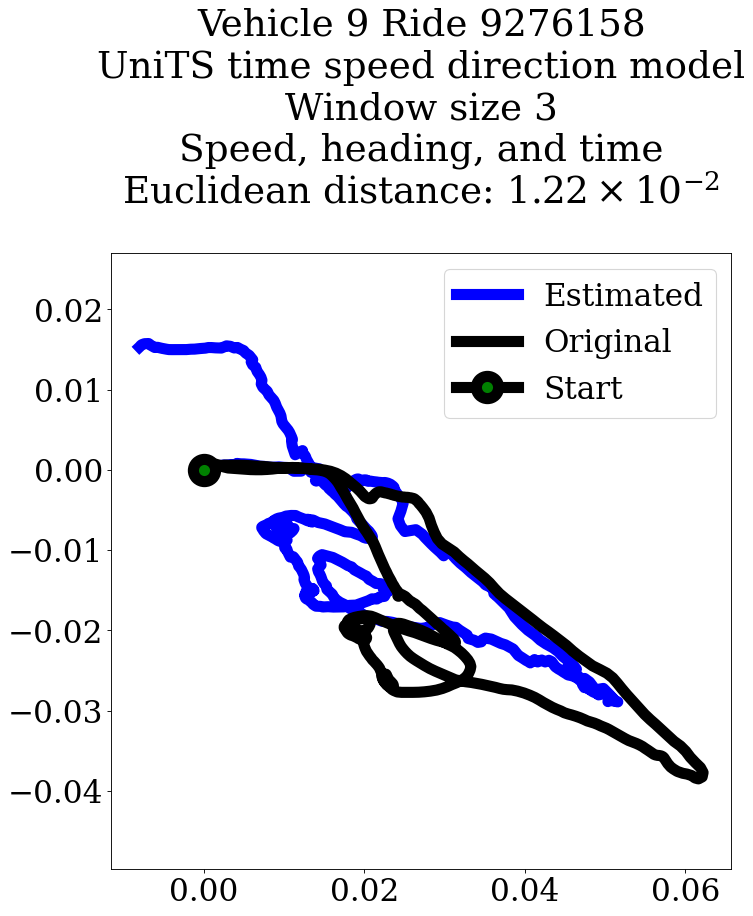 Vehicle 9 Ride 9276158
UniTS time speed direction model
Window size 3
Speed, heading, and time
Euclidean distance: 1.22 × 10⁻²
Estimated
Original
Start
0.02
0.01
0.00
−0.01
−0.02
−0.03
−0.04
0.00 0.02 0.04 0.06